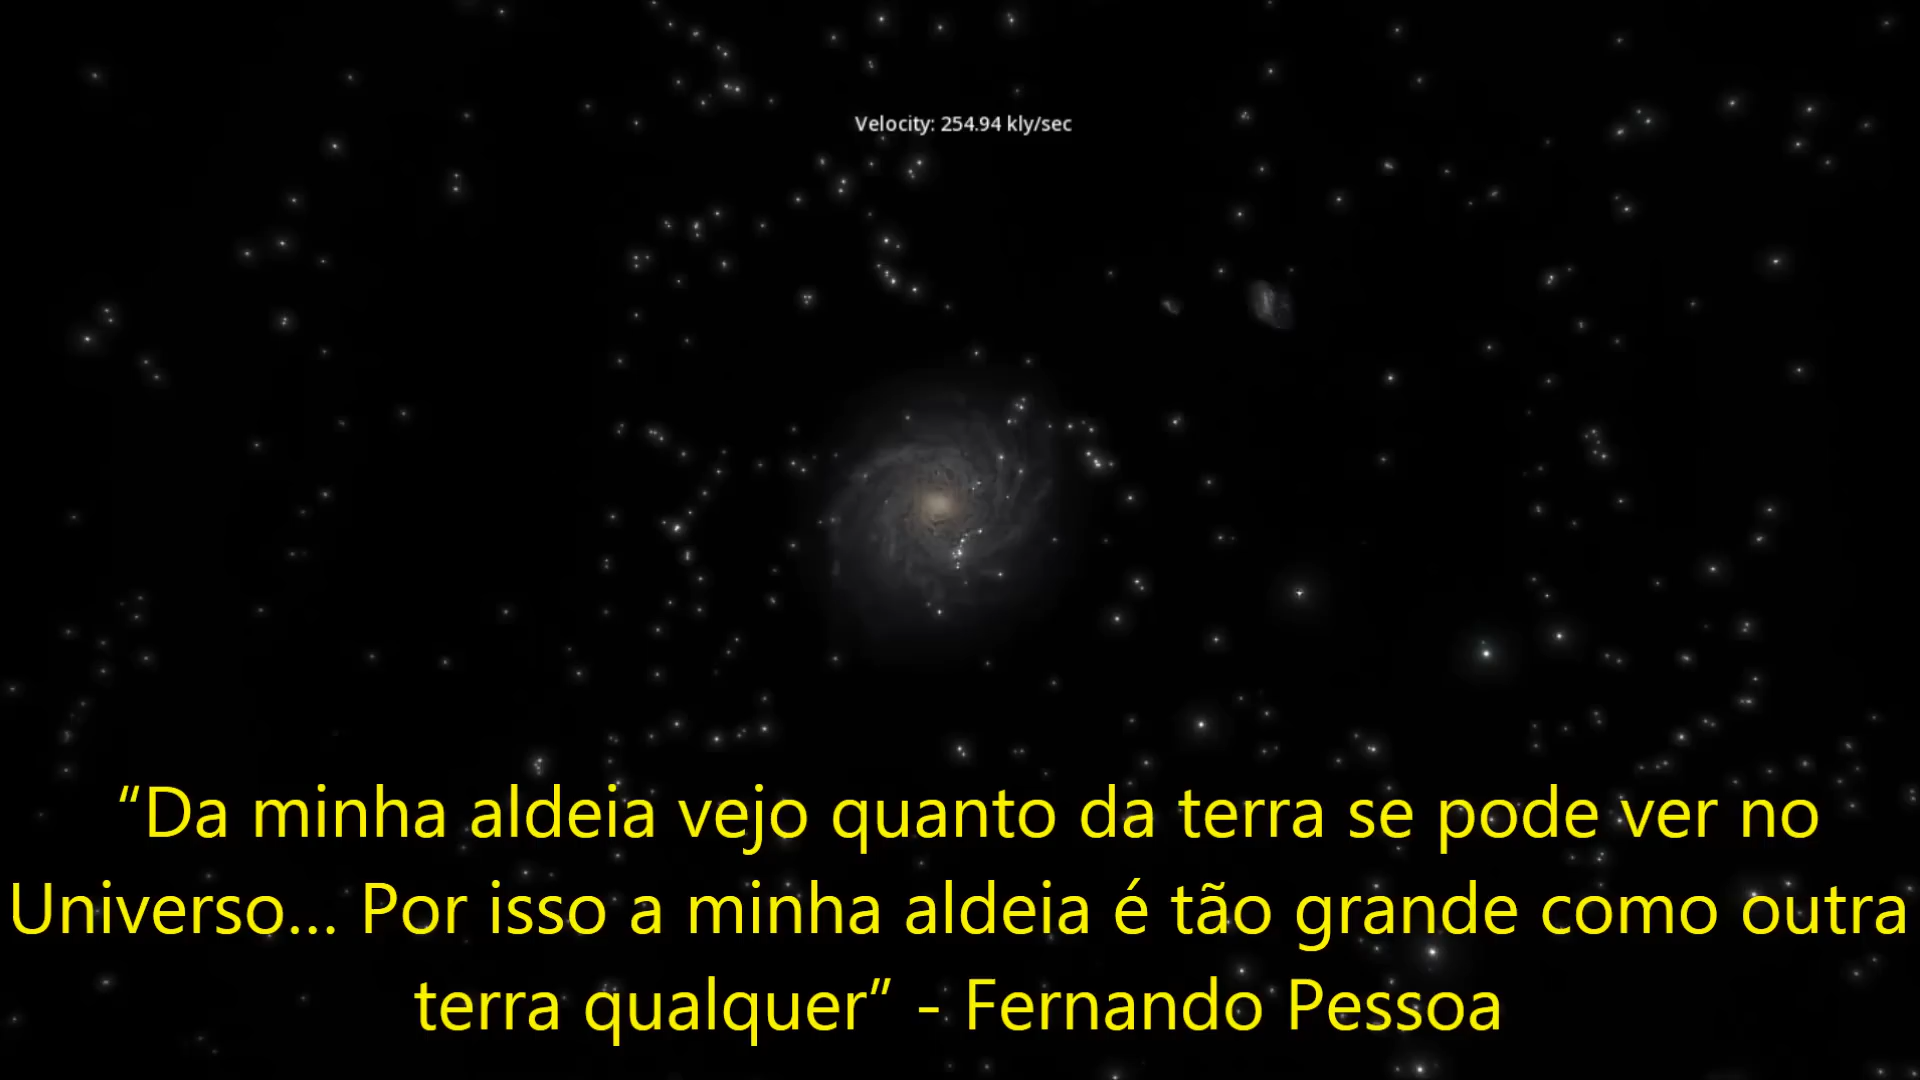 Velocity: 254.94 kly/sec
“Da minha aldeia vejo quanto da terra se pode ver no
Universo... Por isso a minha aldeia é tão grande como outra
terra qualquer” - Fernando Pessoa